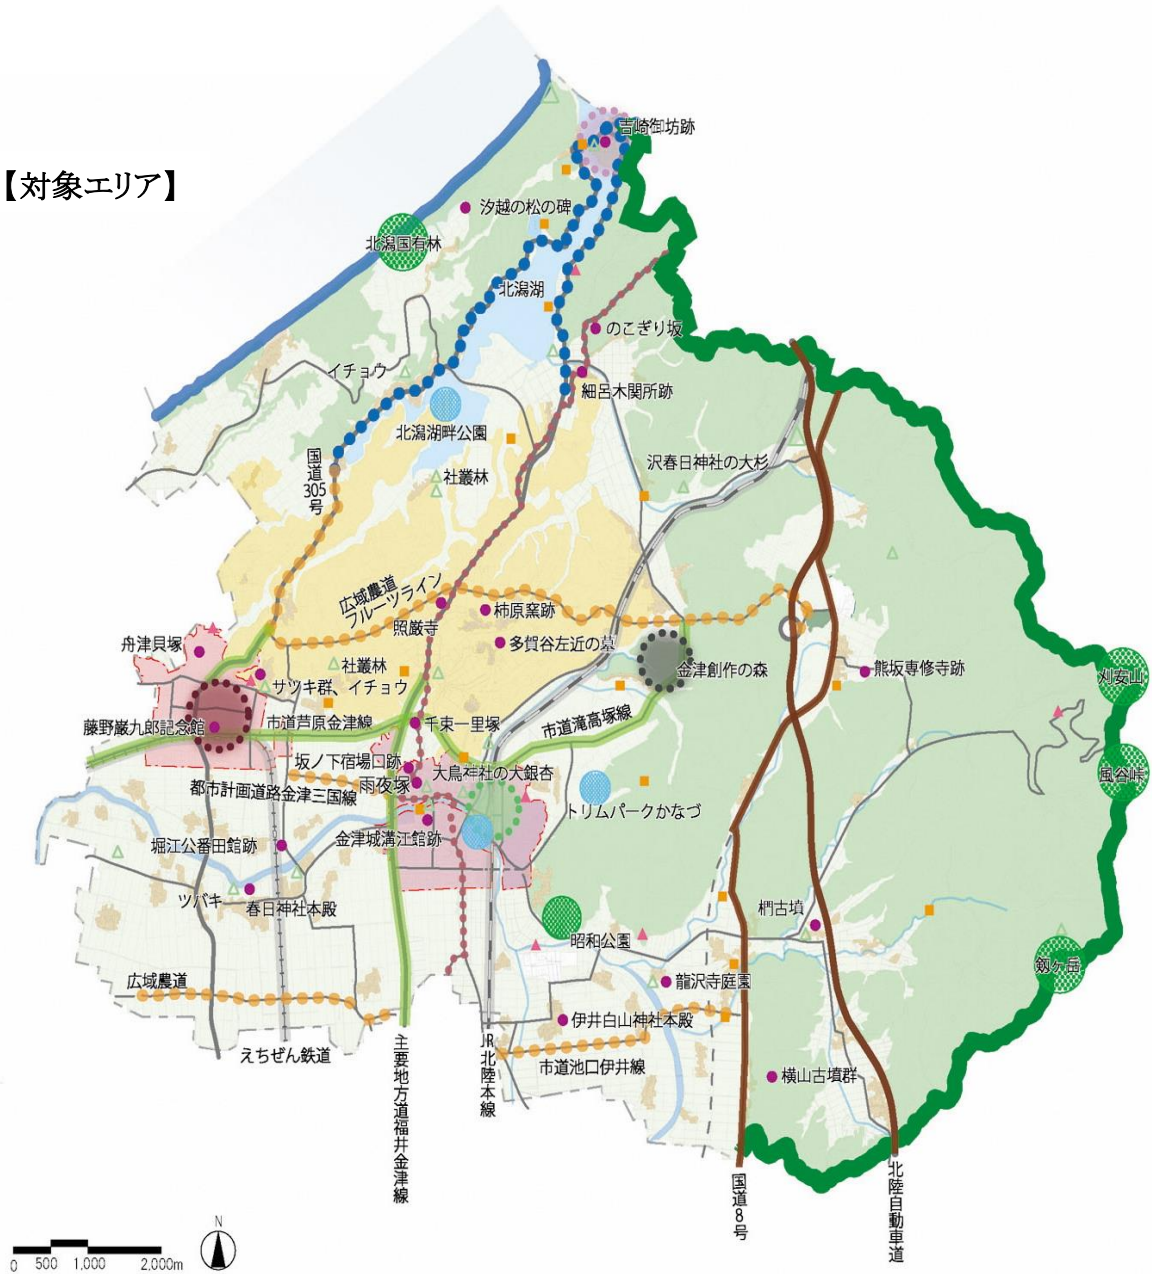 吉崎御坊跡
【対象エリア】
汐越の松の碑
北潟国有林
北潟湖
のこぎり坂
イチョウ
細呂木関所跡
北潟湖畔公園
国道305号
社叢林
沢春日神社の大杉
広域農道
フルーツライン
柿原窯跡
照厳寺
多賀谷左近の墓
舟津貝塚
社叢林
金津創作の森
熊坂専修寺跡
刈安山
サツキ群、イチョウ
藤野厳九郎記念館
市道芦原金津線
千束一里塚
市道滝高塚線
坂ノ下宿場口跡
大鳥神社の大銀杏
風谷峠
雨夜塚
都市計画道路金津三国線
トリムパークかなづ
金津城溝江館跡
堀江公番田館跡
ツバキ
春日神社本殿
椚古墳
昭和公園
剱ヶ岳
広域農道
龍沢寺庭園
伊井白山神社本殿
えちぜん鉄道
市道池口伊井線
横山古墳群
主要地方道福井金津線
JR北陸本線
国道8号
北陸自動車道
N
0 500 1,000 2,000m